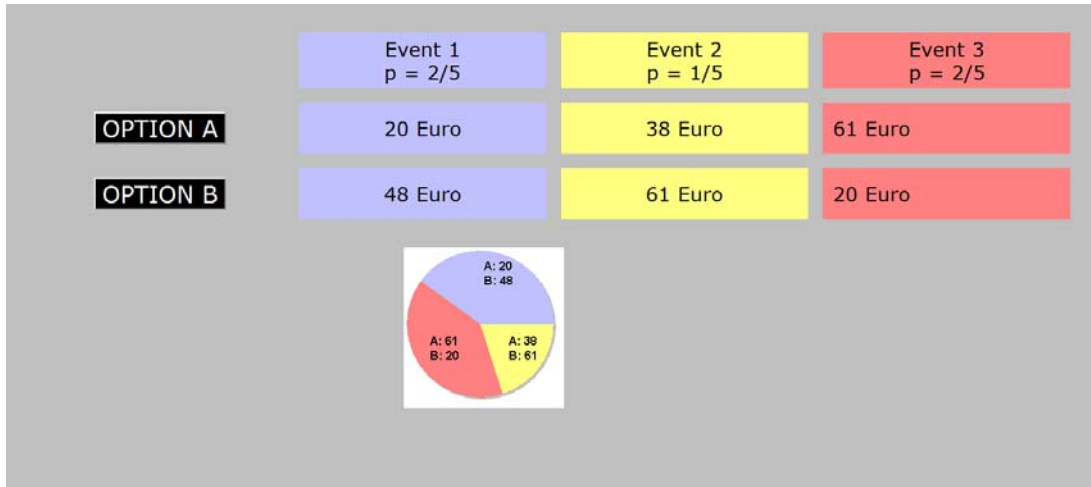 Event 1
p = 2/5
Event 2
p = 1/5
Event 3
p = 2/5
OPTION A
20 Euro
38 Euro
61 Euro
OPTION B
48 Euro
61 Euro
20 Euro
A: 20
B: 48
A: 61
B: 20
A: 38
B: 61